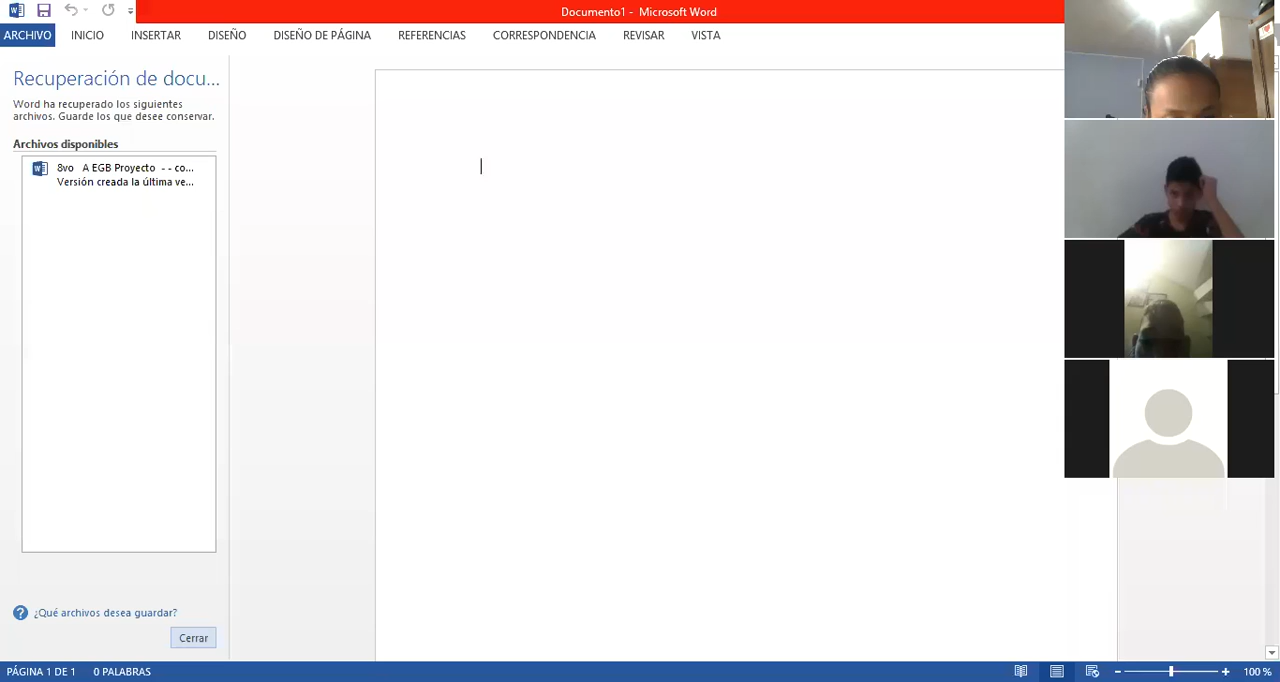 Documento1 - Microsoft Word
ARCHIVO INICIO INSERTAR DISEÑO DISEÑO DE PÁGINA REFERENCIAS CORRESPONDENCIA REVISAR VISTA
Recuperación de docu...
Word ha recuperado los siguientes
archivos. Guarde los que desee conservar.
Archivos disponibles
8vo A EGB Proyecto - - co...
Versión creada la última ve...
¿Qué archivos desea guardar?
Cerrar
PÁGINA 1 DE 1 0 PALABRAS 100 %